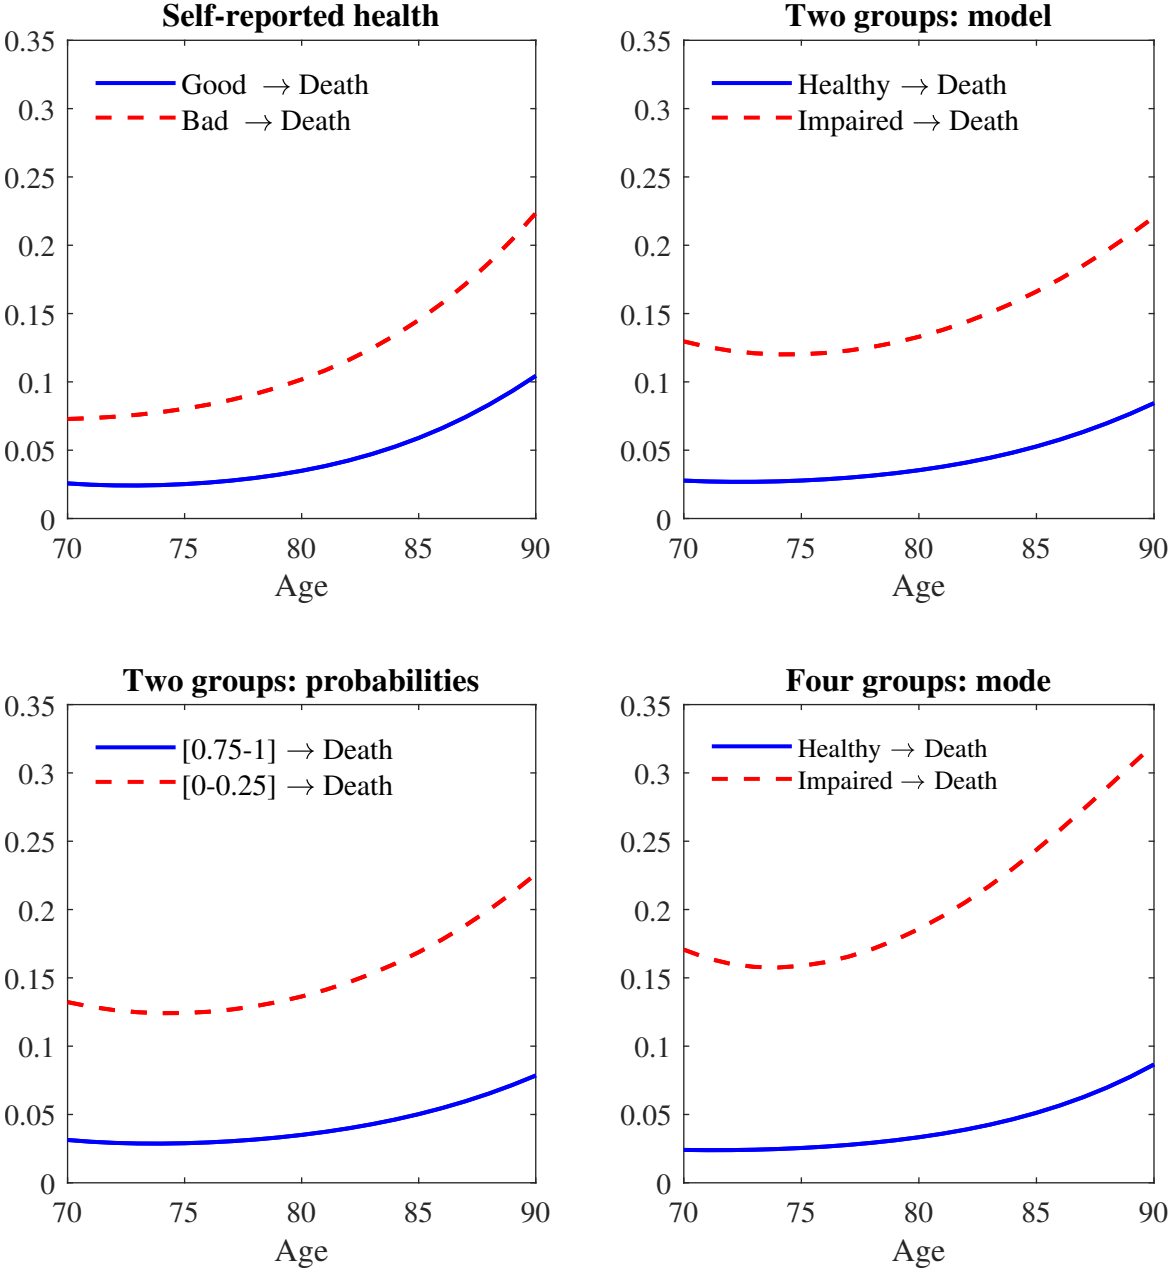 Self-reported health
0.35
0.3
0.25
0.2
0.15
0.1
0.05
0
Good → Death
Bad → Death
70 75 80 85 90
Age
Two groups: model
0.35
0.3
0.25
0.2
0.15
0.1
0.05
0
Healthy → Death
Impaired → Death
70 75 80 85 90
Age
Two groups: probabilities
0.35
0.3
0.25
0.2
0.15
0.1
0.05
0
[0.75-1] → Death
[0-0.25] → Death
70 75 80 85 90
Age
Four groups: mode
0.35
0.3
0.25
0.2
0.15
0.1
0.05
0
Healthy → Death
Impaired → Death
70 75 80 85 90
Age